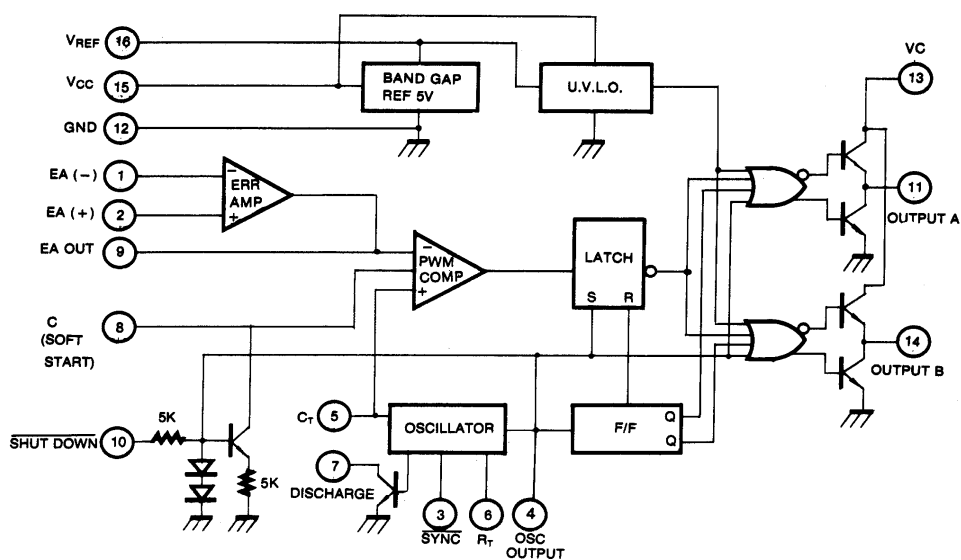 VREF 16
VCC 15
GND 12
EA (−) 1
EA (+) 2
EA OUT 9
C 8
(SOFT
START)
SHUT DOWN 10
5K
5K
BAND GAP
REF 5V
U.V.L.O.
− ERR
AMP
+
−
PWM
COMP
+
LATCH
S R
CT 5
OSCILLATOR
F/F
Q
Q
7
DISCHARGE
3
SYNC
6
RT
4
OSC
OUTPUT
VC
13
11
OUTPUT A
14
OUTPUT B